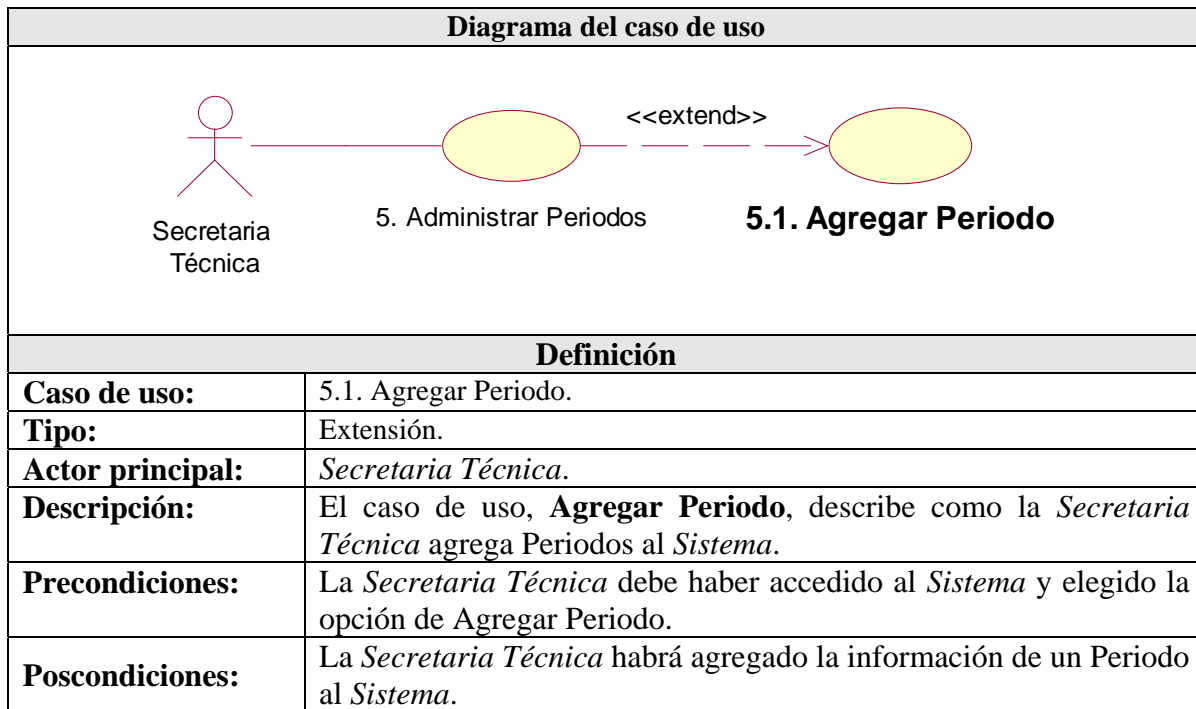 Diagrama del caso de uso
<<extend>>
Secretaria
Técnica
5. Administrar Periodos
5.1. Agregar Periodo
Definición
Caso de uso:
5.1. Agregar Periodo.
Tipo:
Extensión.
Actor principal:
Secretaria Técnica.
Descripción:
El caso de uso, Agregar Periodo, describe como la Secretaria
Técnica agrega Periodos al Sistema.
Precondiciones:
La Secretaria Técnica debe haber accedido al Sistema y elegido la
opción de Agregar Periodo.
Poscondiciones:
La Secretaria Técnica habrá agregado la información de un Periodo
al Sistema.